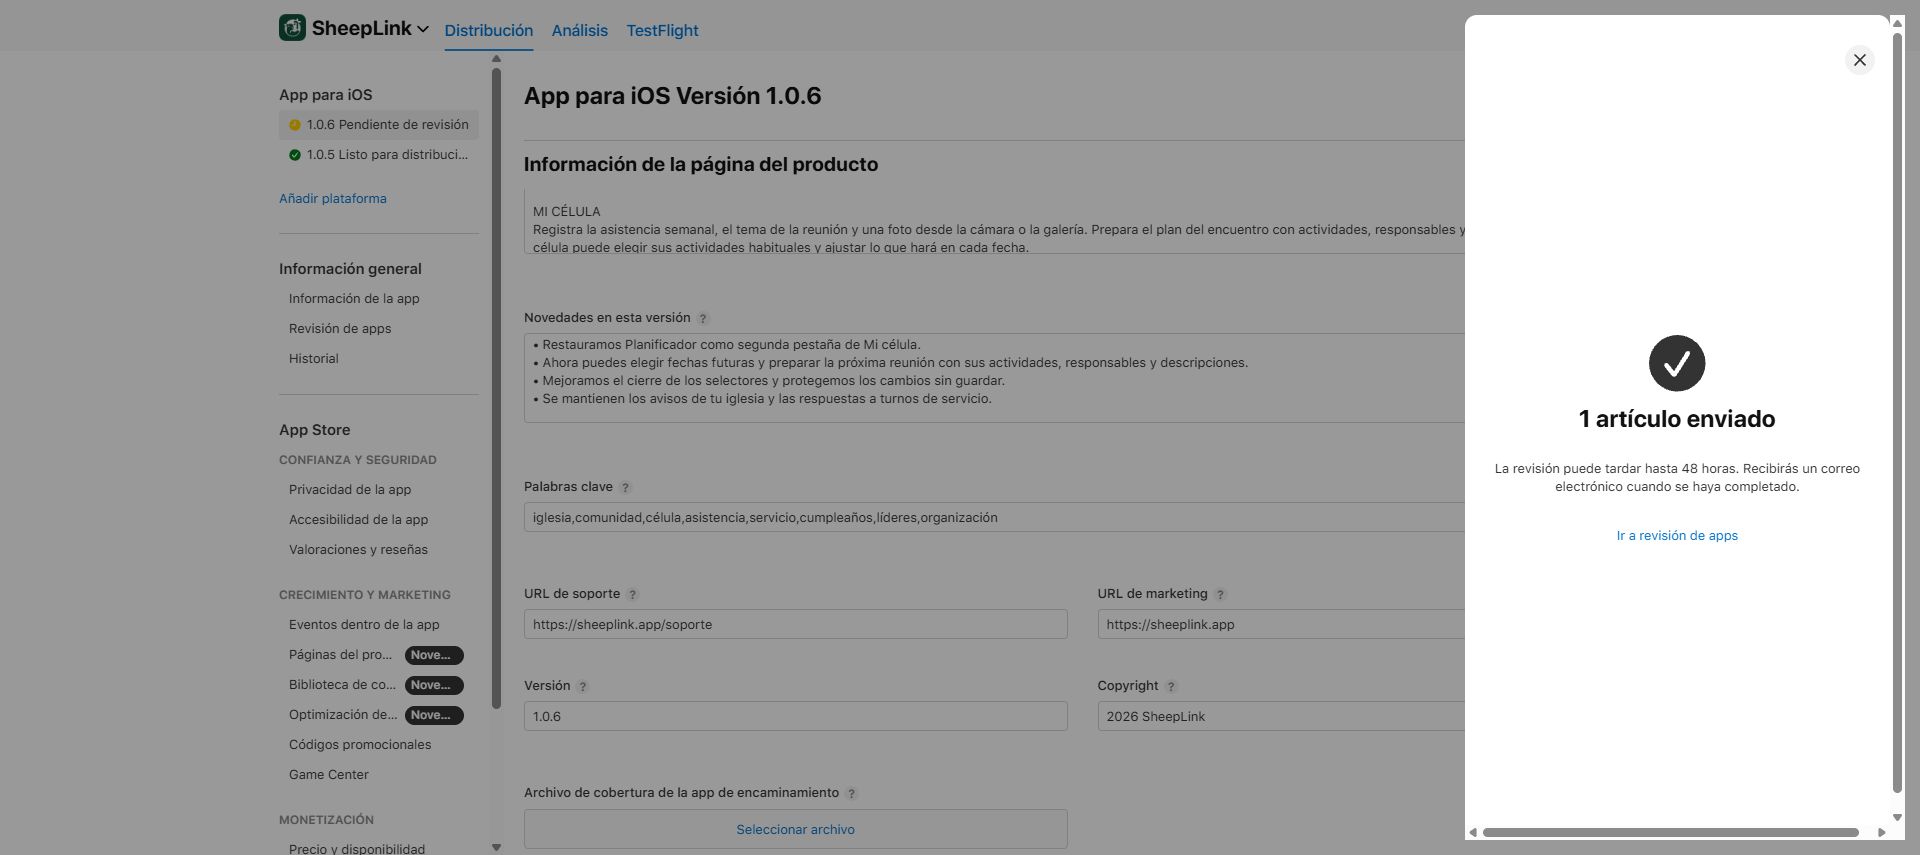 SheepLink
Distribución
Análisis
TestFlight
App para iOS
1.0.6 Pendiente de revisión
1.0.5 Listo para distribuci...
Añadir plataforma
Información general
Información de la app
Revisión de apps
Historial
App Store
CONFIANZA Y SEGURIDAD
Privacidad de la app
Accesibilidad de la app
Valoraciones y reseñas
CRECIMIENTO Y MARKETING
Eventos dentro de la app
Páginas del pro... Nove...
Biblioteca de co... Nove...
Optimización de... Nove...
Códigos promocionales
Game Center
MONETIZACIÓN
Precio y disponibilidad
App para iOS Versión 1.0.6
Información de la página del producto
MI CÉLULA
Registra la asistencia semanal, el tema de la reunión y una foto desde la cámara o la galería. Prepara el plan del encuentro con actividades, responsables y
célula puede elegir sus actividades habituales y ajustar lo que hará en cada fecha.
Novedades en esta versión ?
• Restauramos Planificador como segunda pestaña de Mi célula.
• Ahora puedes elegir fechas futuras y preparar la próxima reunión con sus actividades, responsables y descripciones.
• Mejoramos el cierre de los selectores y protegemos los cambios sin guardar.
• Se mantienen los avisos de tu iglesia y las respuestas a turnos de servicio.
Palabras clave ?
iglesia,comunidad,célula,asistencia,servicio,cumpleaños,líderes,organización
URL de soporte ?
https://sheeplink.app/soporte
URL de marketing ?
https://sheeplink.app
Versión ?
1.0.6
Copyright ?
2026 SheepLink
Archivo de cobertura de la app de encaminamiento ?
Seleccionar archivo
1 artículo enviado
La revisión puede tardar hasta 48 horas. Recibirás un correo
electrónico cuando se haya completado.
Ir a revisión de apps